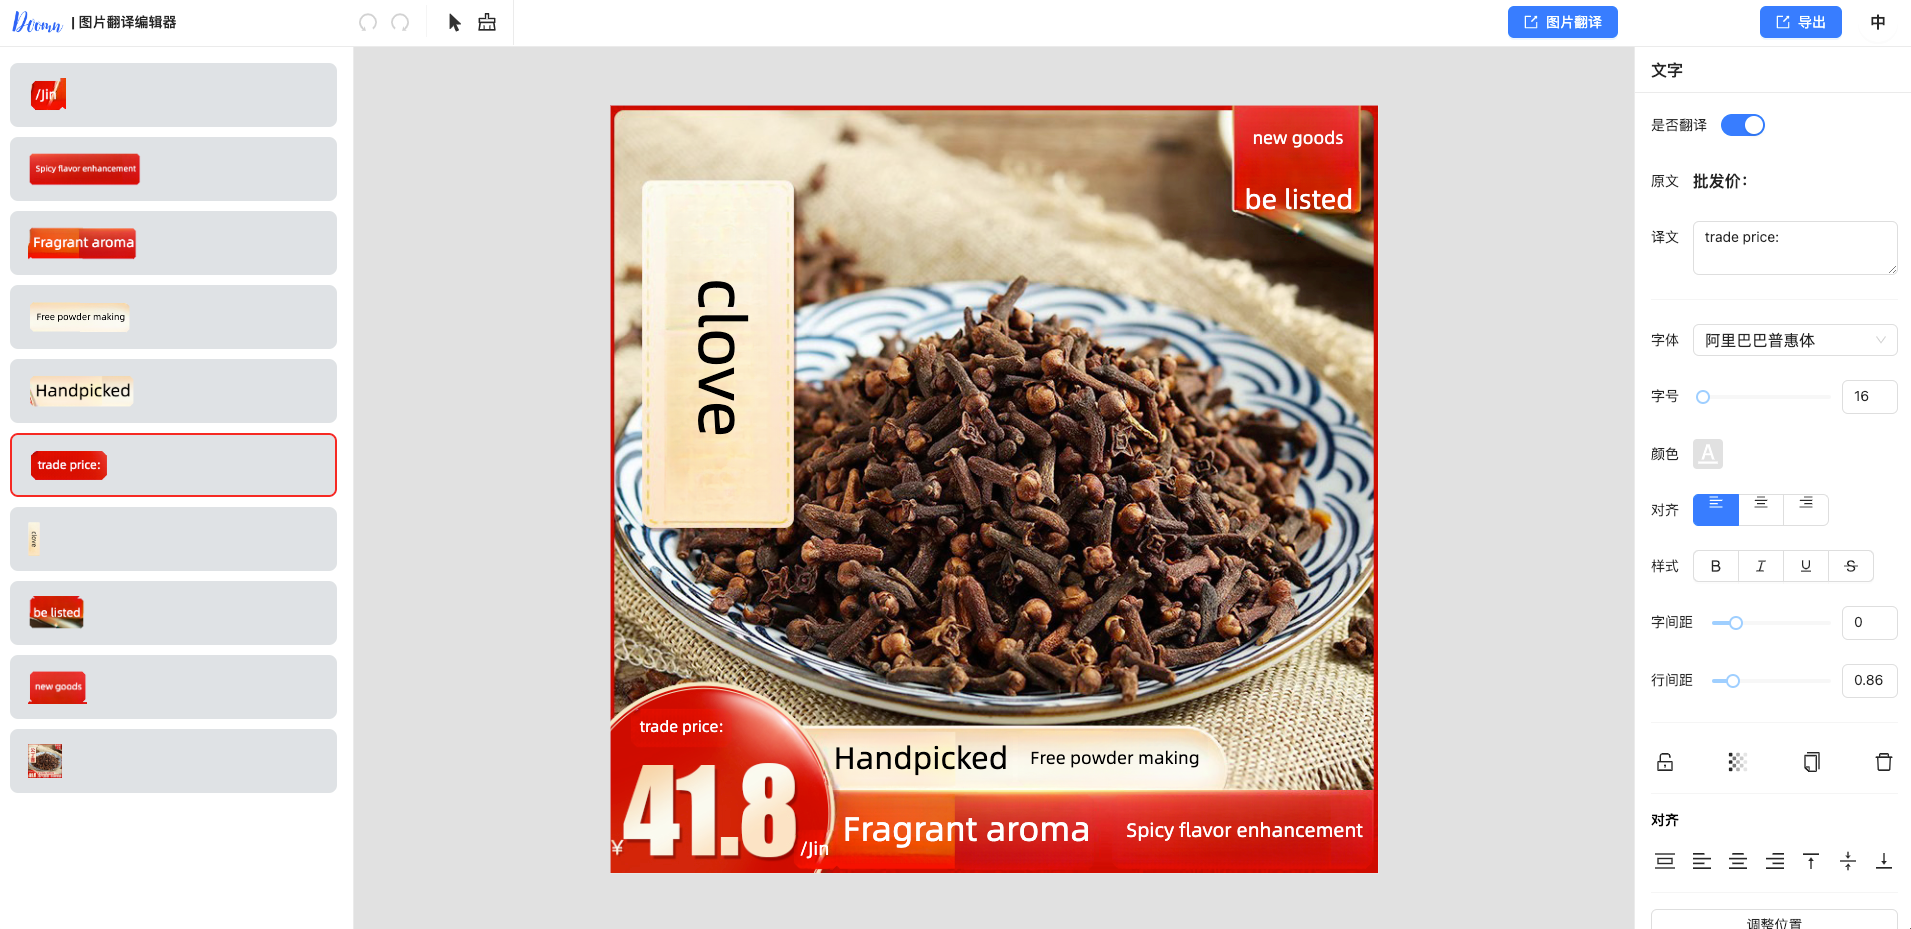 Doomn
| 图片翻译编辑器
图片翻译
导出
中
/Jin
Spicy flavor enhancement
Fragrant aroma
Free powder making
Handpicked
trade price:
clove
be listed
new goods
new goods
be listed
clove
trade price:
41.8
¥
/Jin
Handpicked
Free powder making
Fragrant aroma
Spicy flavor enhancement
文字
是否翻译
原文 批发价：
译文 trade price:
字体 阿里巴巴普惠体
字号 16
颜色 A
对齐
样式 B I U S
字间距 0
行间距 0.86
对齐
调整位置